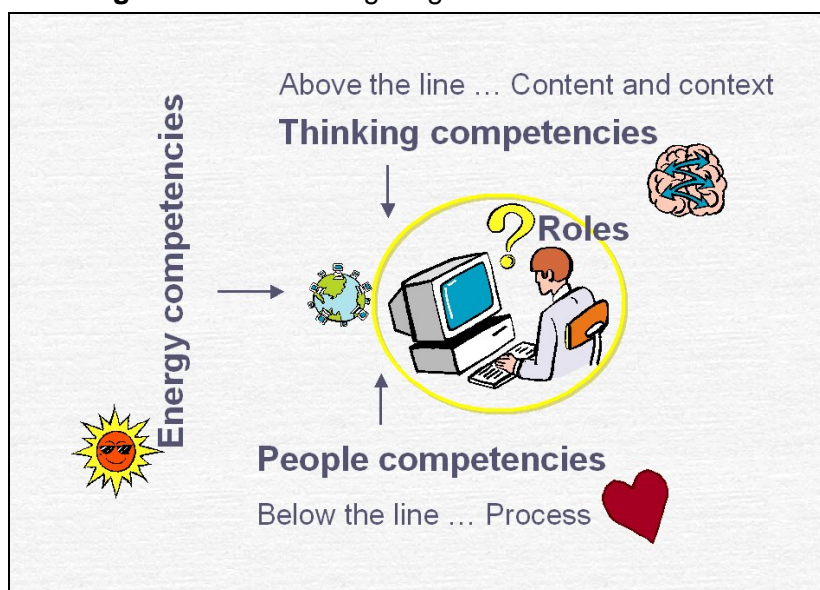 Above the line … Content and context
Thinking competencies
Energy competencies
Roles
People competencies
Below the line … Process